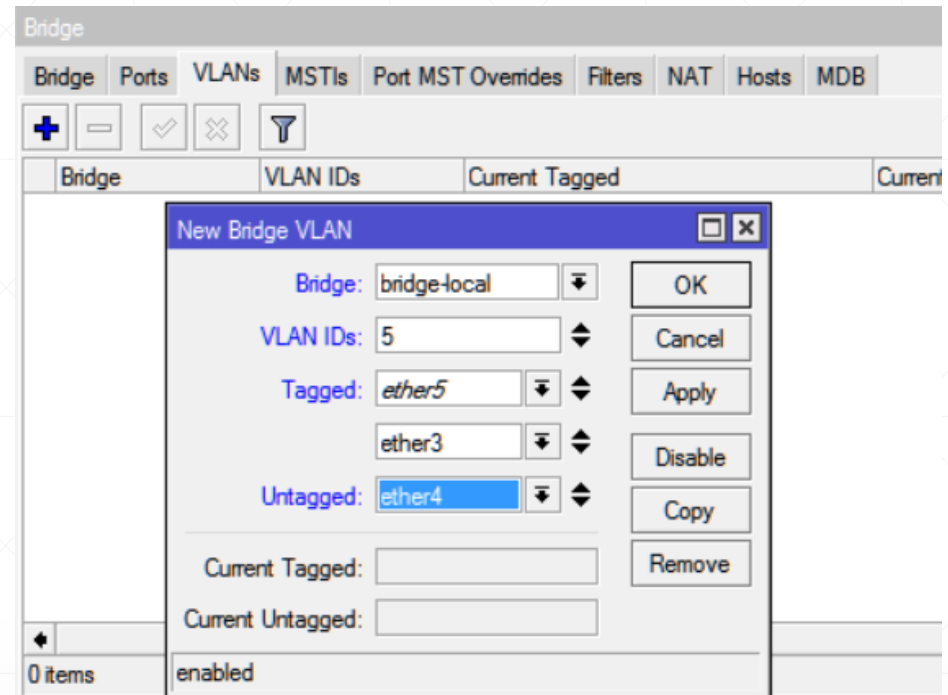 Bridge
Bridge Ports VLANs MSTIs Port MST Overrides Filters NAT Hosts MDB
Bridge VLAN IDs Current Tagged Current
New Bridge VLAN
Bridge: bridge-local OK
VLAN IDs: 5 Cancel
Tagged: ether5 Apply
ether3 Disable
Untagged: ether4 Copy
Current Tagged: Remove
Current Untagged:
0 items enabled